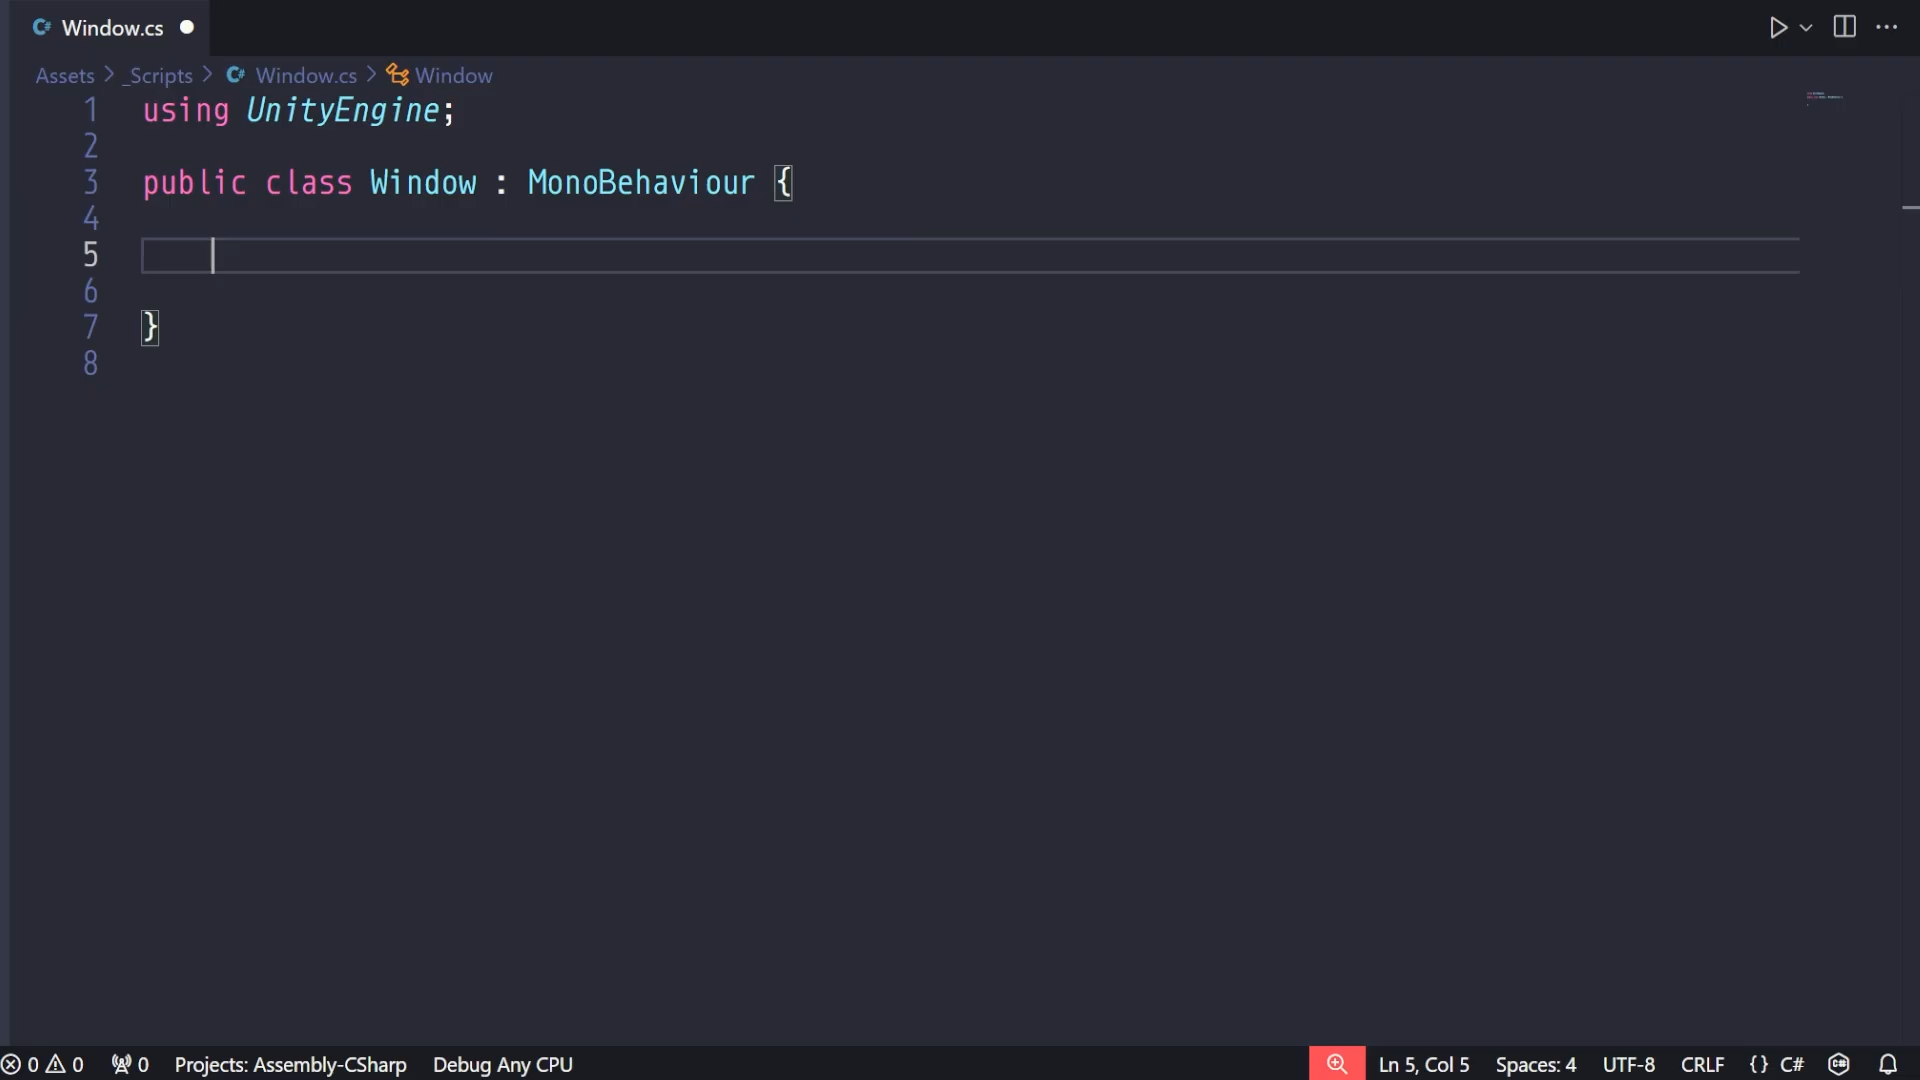 Window.cs
Assets > _Scripts > Window.cs > Window
1 using UnityEngine;
2
3 public class Window : MonoBehaviour {
4
5
6
7 }
8
0 0 0 Projects: Assembly-CSharp Debug Any CPU Ln 5, Col 5 Spaces: 4 UTF-8 CRLF {} C#